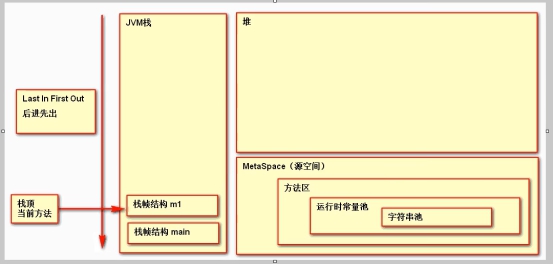 JVM栈
堆
Last In First Out
后进先出
MetaSpace（源空间）
方法区
运行时常量池
字符串池
栈顶
当前方法
栈帧结构 m1
栈帧结构 main